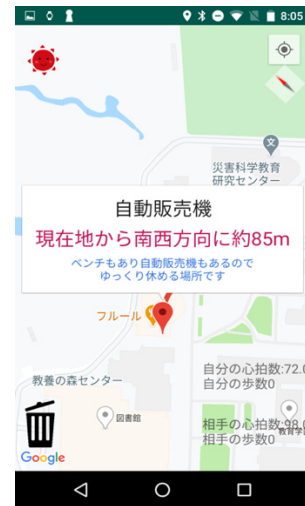 8:05
災害科学教育
研究センター
自動販売機
現在地から南西方向に約85m
ベンチもあり自動販売機もあるので
ゆっくり休める場所です
フルール
自分の心拍数:72.0
自分の歩数0
教養の森センター
図書館
相手の心拍数:98.0
相手の歩数0
Google